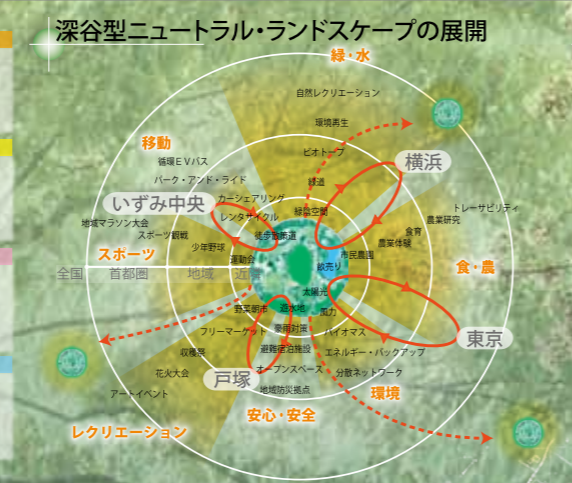 深谷型ニュートラル・ランドスケープの展開
緑・水
自然レクリエーション
環境再生
ビオトープ
緑道
緑陰空間
横浜
移動
循環EVバス
パーク・アンド・ライド
カーシェアリング
レンタサイクル
徒歩散策道
いずみ中央
地域マラソン大会
スポーツ観戦
少年野球
運動会
スポーツ
トレーサビリティ
農業研究
食育
農業体験
市民農園
食・農
全国
首都圏
地域
近隣
太陽光
風力
バイオマス
エネルギー・バックアップ
分散ネットワーク
環境
東京
野菜朝市
フリーマーケット
収穫祭
花火大会
アートイベント
レクリエーション
遊水地
豪雨対策
避難宿泊施設
オープンスペース
地域防災拠点
安心・安全
戸塚